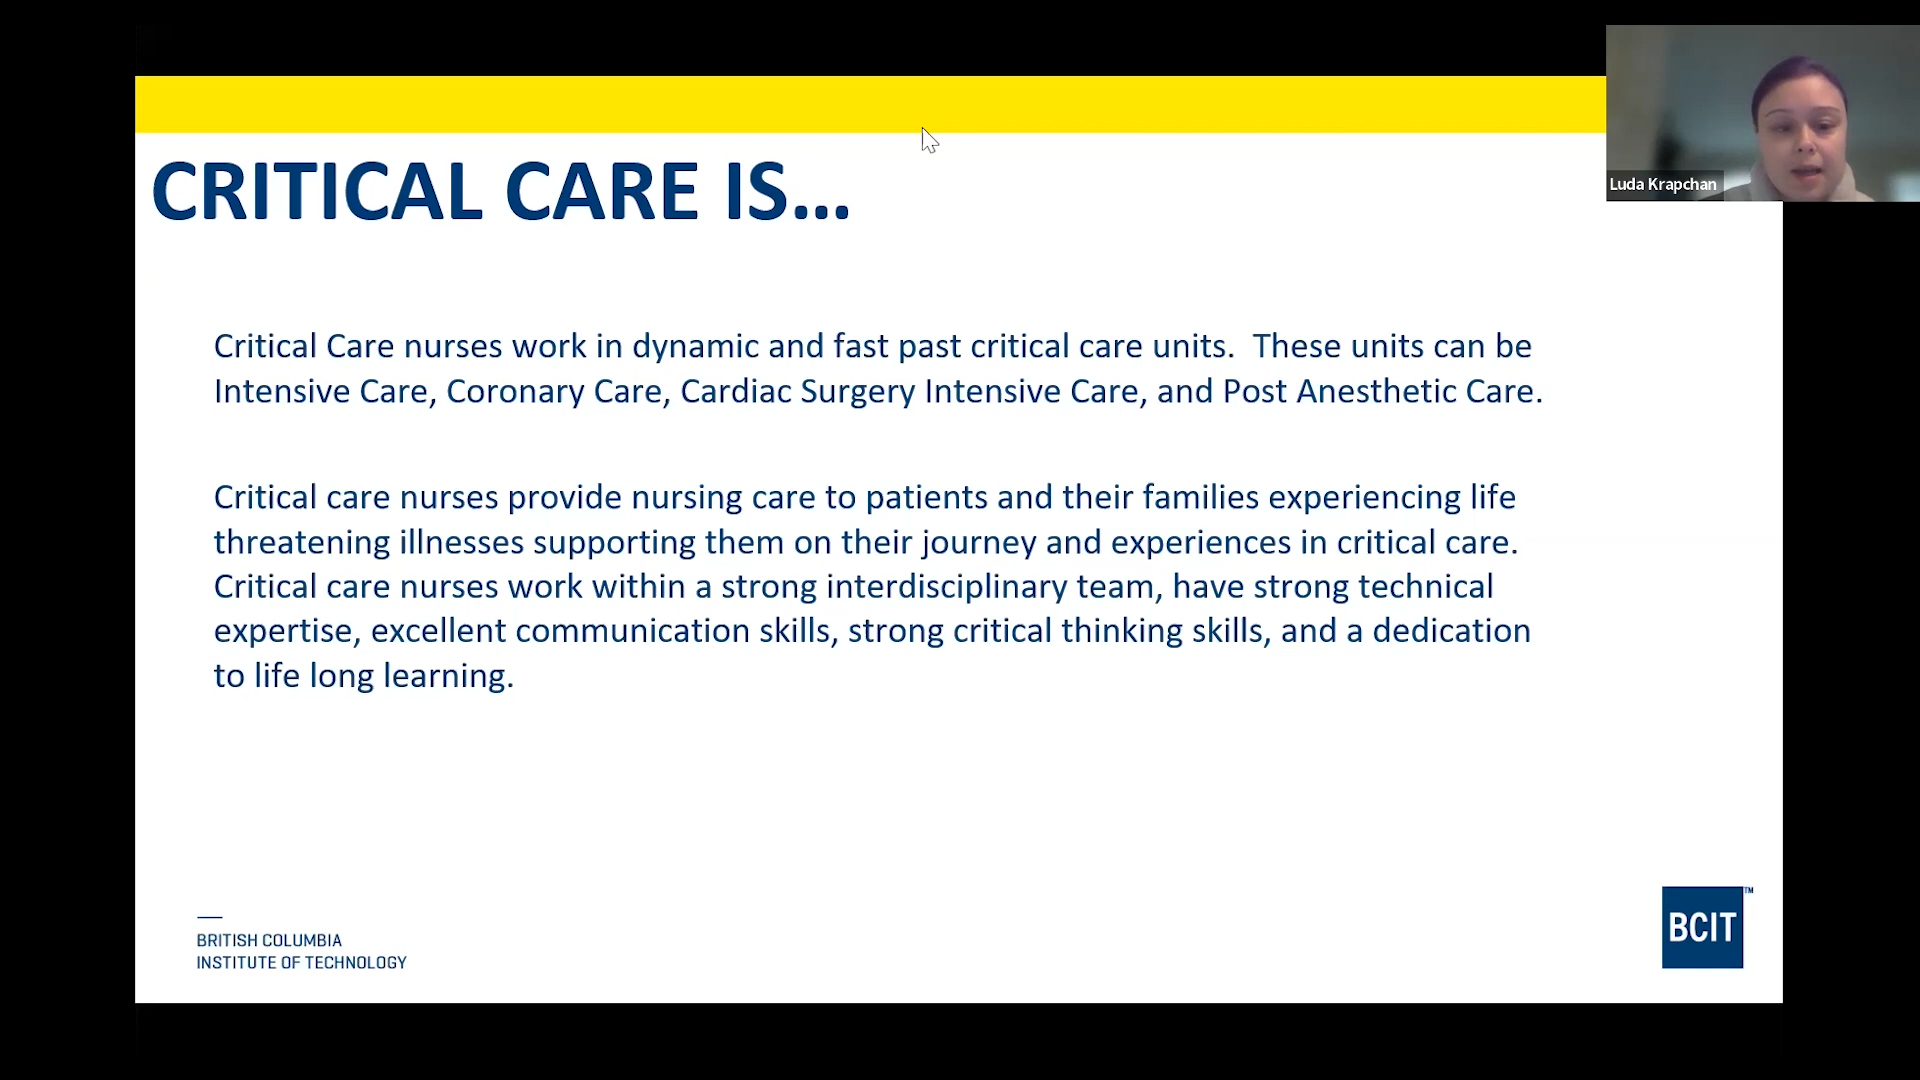 CRITICAL CARE IS...
Luda Krapchan
Critical Care nurses work in dynamic and fast past critical care units.  These units can be
Intensive Care, Coronary Care, Cardiac Surgery Intensive Care, and Post Anesthetic Care.
Critical care nurses provide nursing care to patients and their families experiencing life
threatening illnesses supporting them on their journey and experiences in critical care.
Critical care nurses work within a strong interdisciplinary team, have strong technical
expertise, excellent communication skills, strong critical thinking skills, and a dedication
to life long learning.
BRITISH COLUMBIA
INSTITUTE OF TECHNOLOGY
BCIT™